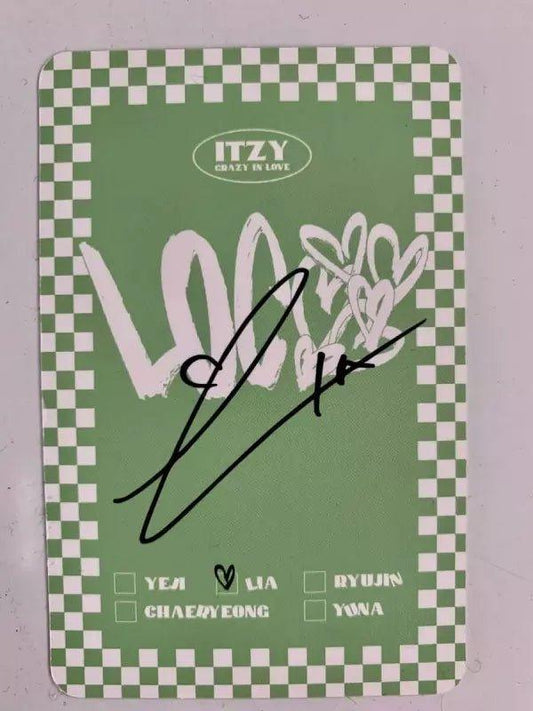 ITZY
CRAZY IN LOVE
LOCO
YEJI LIA RYUJIN
CHAERYEONG YUNA